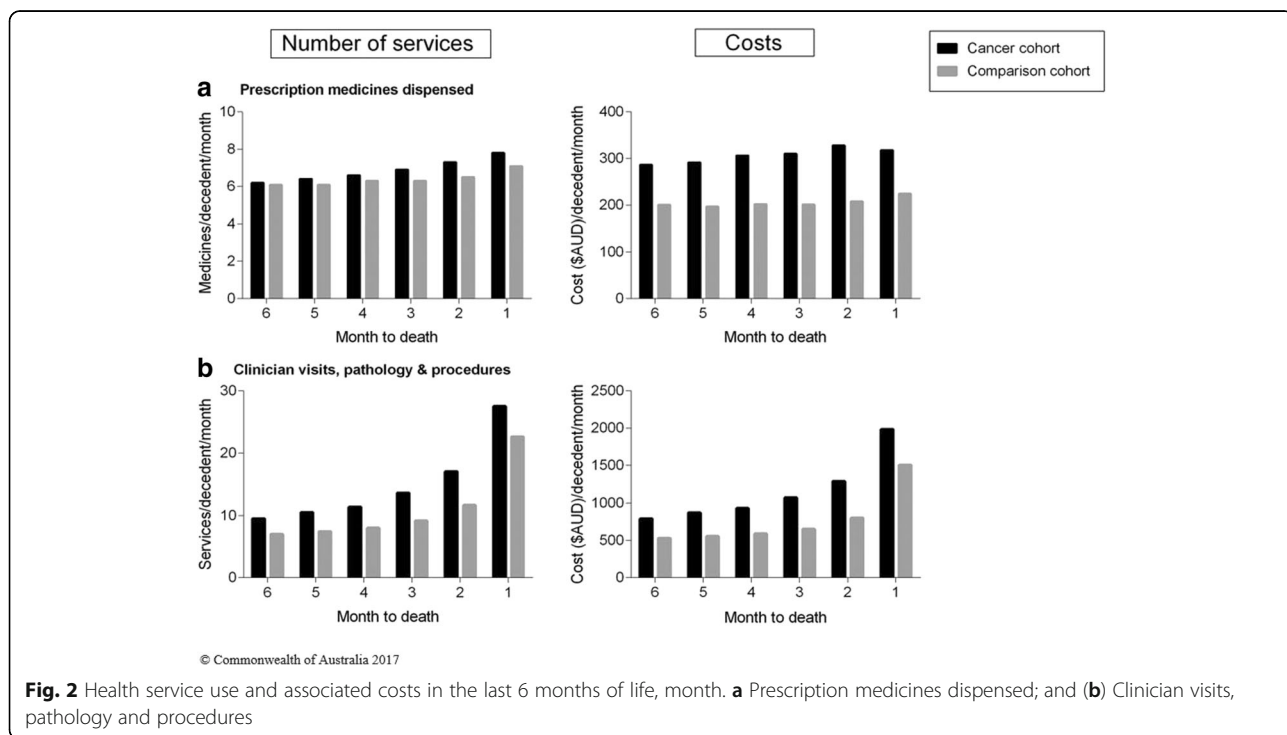 Number of services
Costs
Cancer cohort
Comparison cohort
a Prescription medicines dispensed
Medicines/decedent/month
10
8
6
4
2
0
6 5 4 3 2 1
Month to death
Cost ($AUD)/decedent/month
400
300
200
100
0
6 5 4 3 2 1
Month to death
b Clinician visits, pathology & procedures
Services/decedent/month
30
20
10
0
6 5 4 3 2 1
Month to death
Cost ($AUD)/decedent/month
2500
2000
1500
1000
500
0
6 5 4 3 2 1
Month to death
© Commonwealth of Australia 2017
Fig. 2 Health service use and associated costs in the last 6 months of life, month. a Prescription medicines dispensed; and (b) Clinician visits,
pathology and procedures